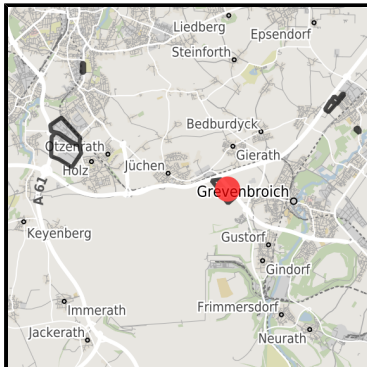 Liedberg
Epsendorf
Steinforth
Bedburdyck
Otzenrath
Gierath
Holz
Jüchen
A 61
Grevenbroich
Keyenberg
Gustorf
Gindorf
Immerath
Frimmersdorf
Jackerath
Neurath